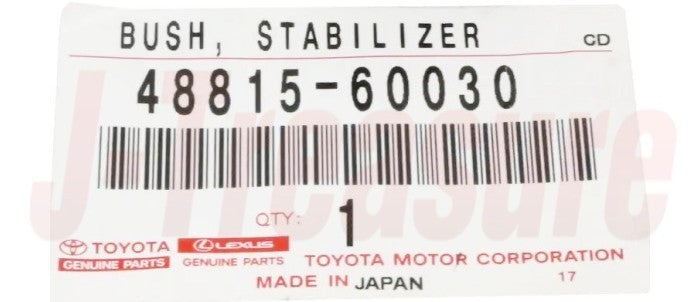 BUSH, STABILIZER CD
48815-60030
QTY: 1
TOYOTA LEXUS
GENUINE PARTS GENUINE PARTS TOYOTA MOTOR CORPORATION
MADE IN JAPAN 17
J-Treasure